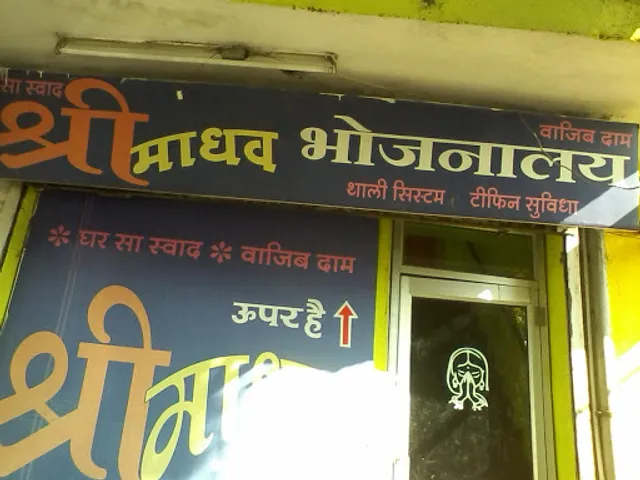 सा स्वाद
वाजिब दाम
श्री माधव भोजनालय
थाली सिस्टम टीफिन सुविधा
* घर सा स्वाद * वाजिब दाम
ऊपर है
श्री